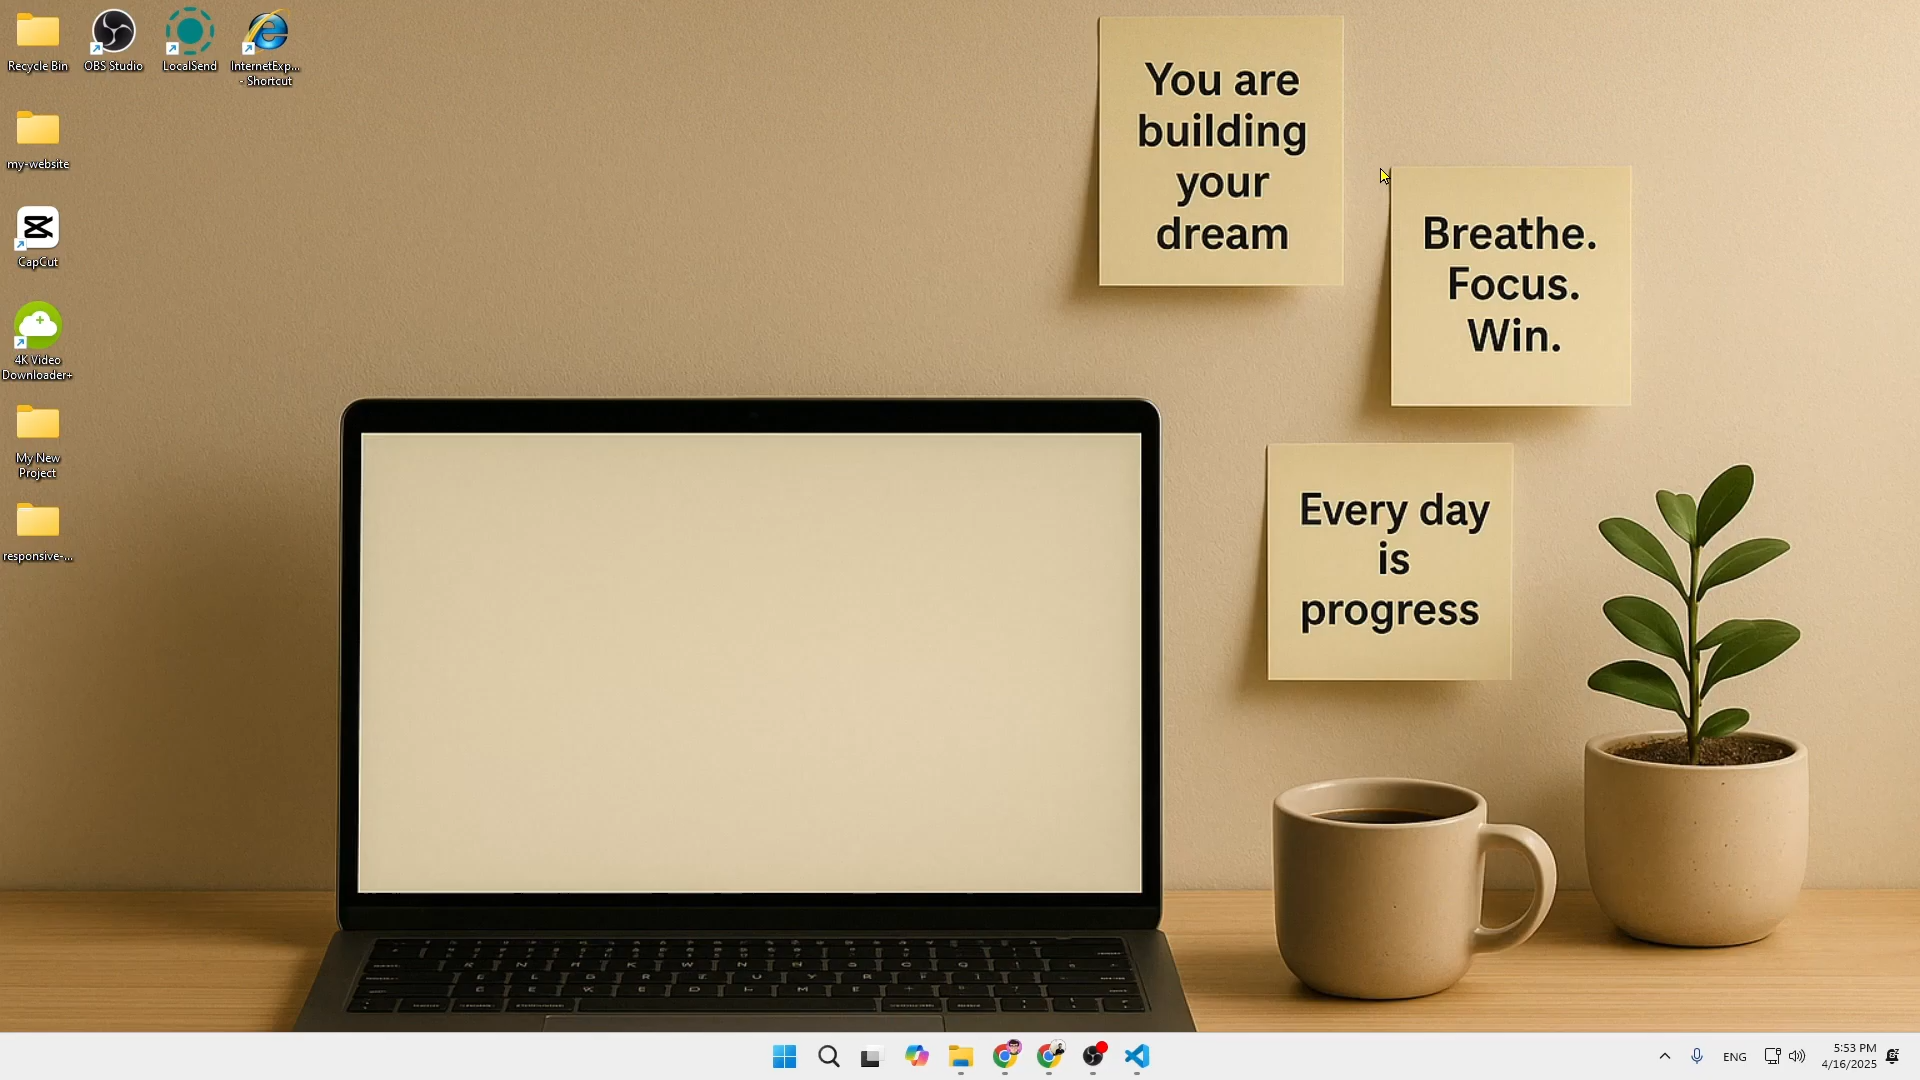 Recycle Bin
OBS Studio
LocalSend
InternetExp...
- Shortcut
my-website
CapCut
4K Video
Downloader+
My New
Project
responsive-...
You are
building
your
dream
Breathe.
Focus.
Win.
Every day
is
progress
ENG
5:53 PM
4/16/2025